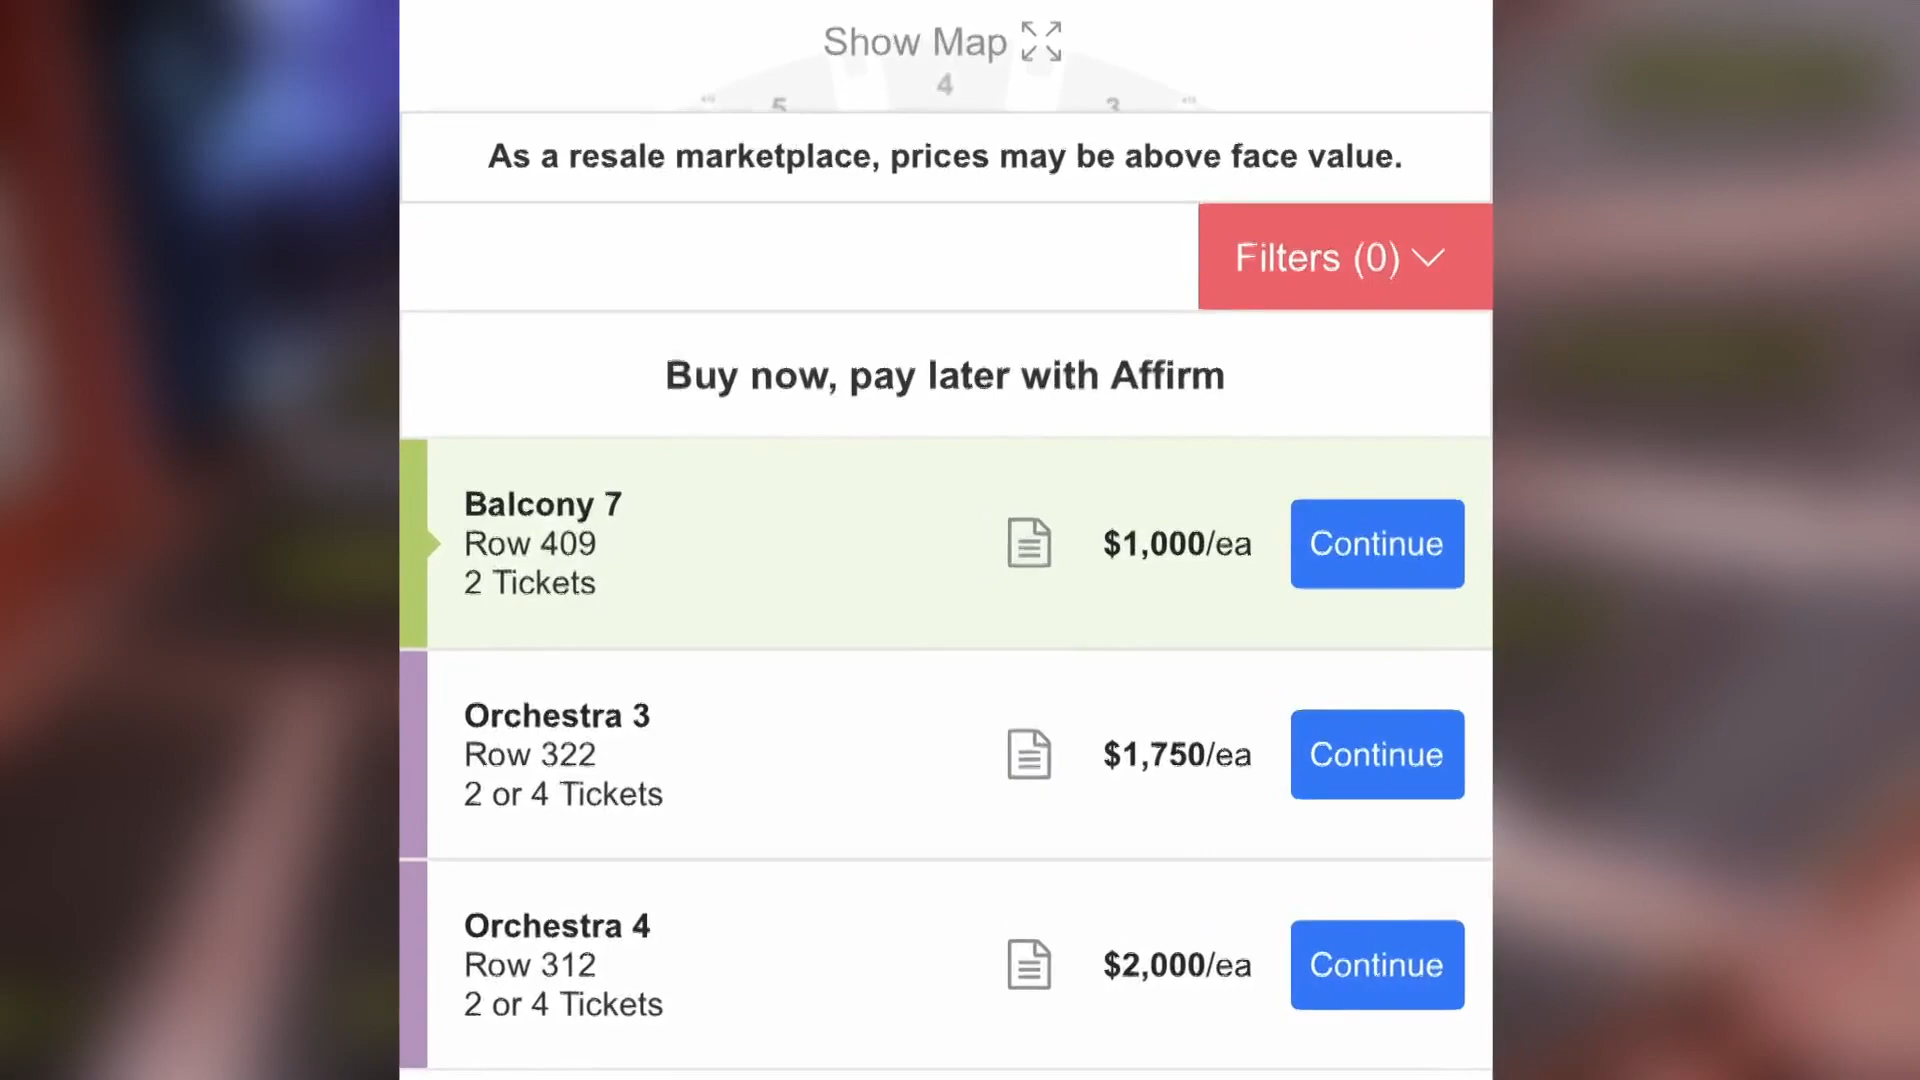 Show Map
4
5
3
As a resale marketplace, prices may be above face value.
Filters (0)
Buy now, pay later with Affirm
Balcony 7
Row 409
2 Tickets
$1,000/ea
Continue
Orchestra 3
Row 322
2 or 4 Tickets
$1,750/ea
Continue
Orchestra 4
Row 312
2 or 4 Tickets
$2,000/ea
Continue